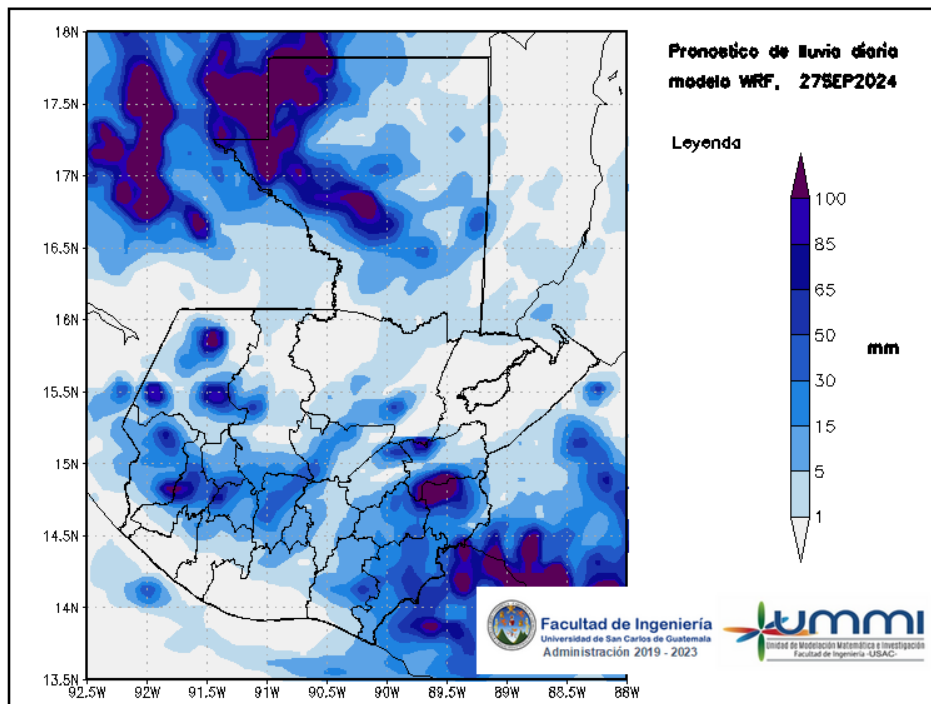 Pronostico de lluvia diaria
modelo WRF, 27SEP2024
Leyenda
100
85
65
50
30
15
5
1
mm
18N
17.5N
17N
16.5N
16N
15.5N
15N
14.5N
14N
13.5N
92.5W
92W
91.5W
91W
90.5W
90W
89.5W
89W
88.5W
88W
Facultad de Ingeniería
Universidad de San Carlos de Guatemala
Administración 2019 - 2023
UMMI
Unidad de Modelación Matemática e Investigación
Facultad de Ingeniería -USAC-